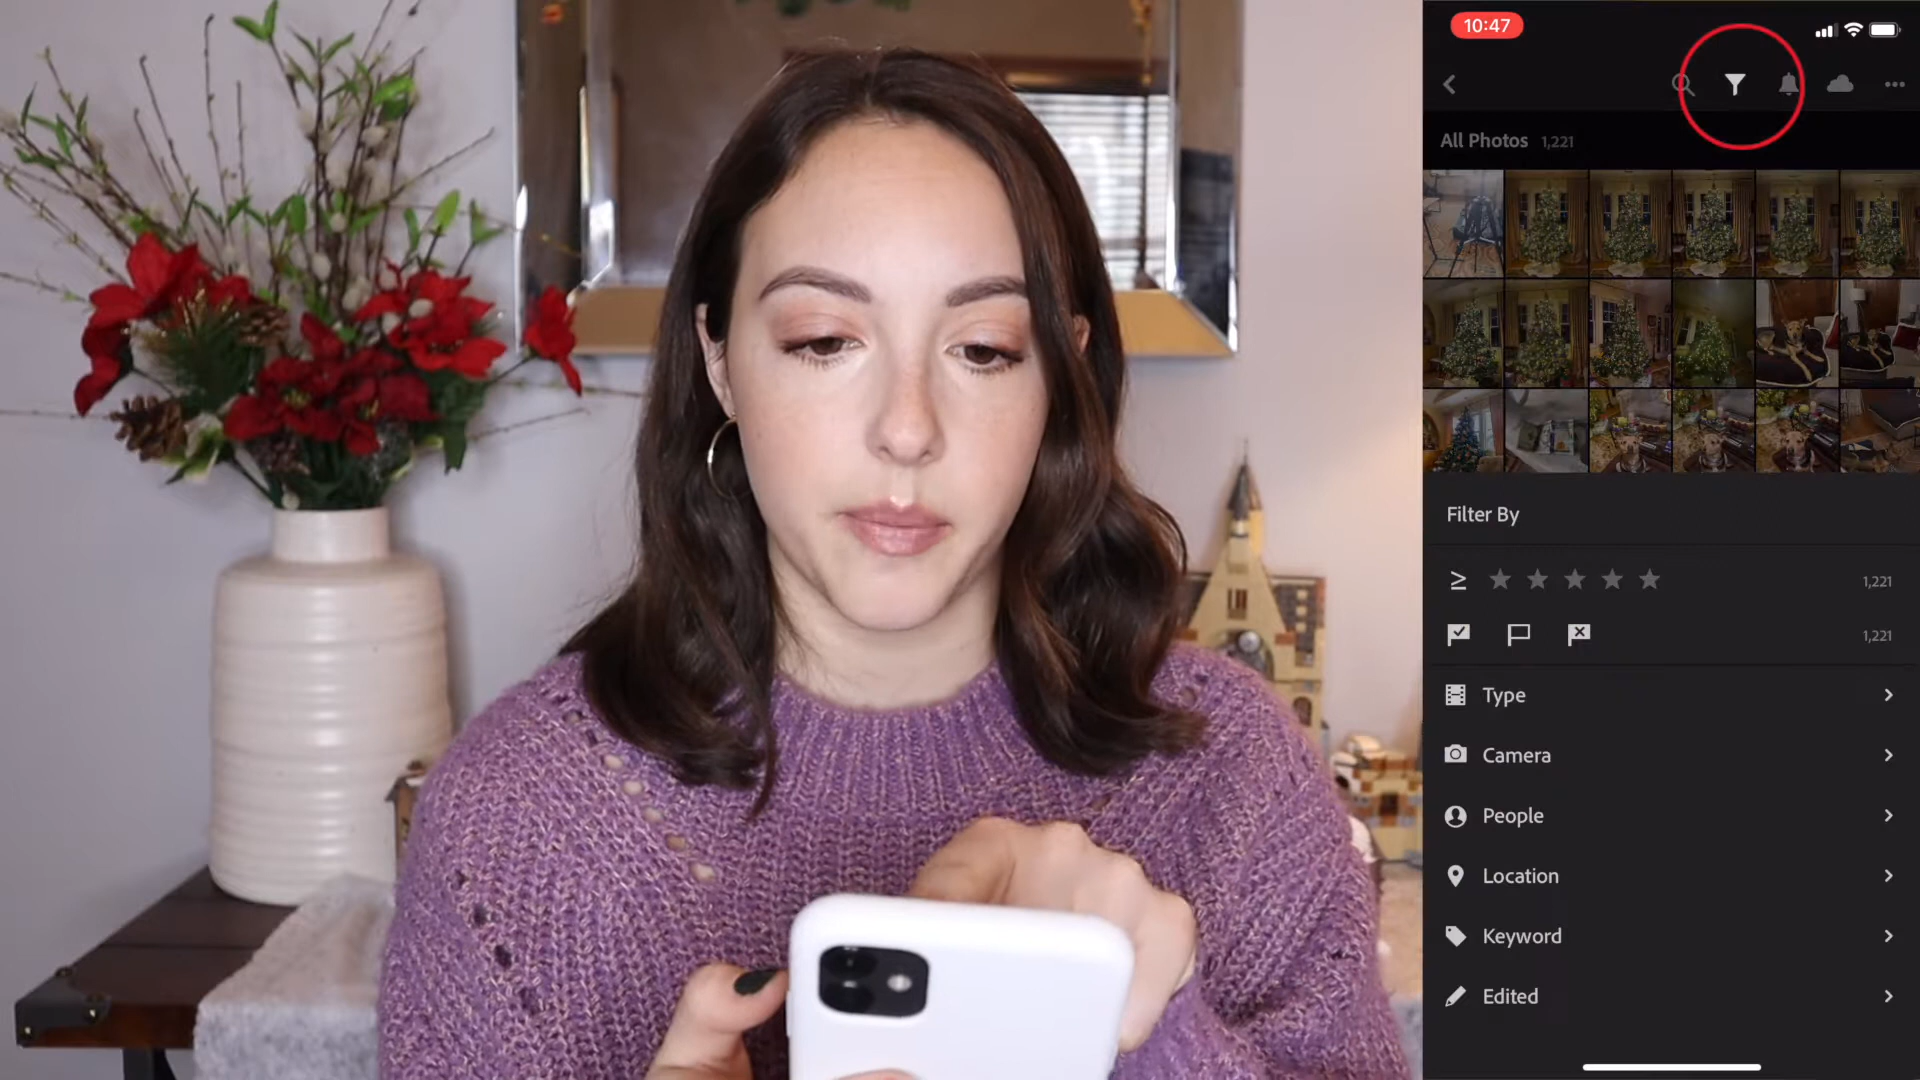 10:47
All Photos 1,221
Filter By
≥ 1,221
1,221
Type
Camera
People
Location
Keyword
Edited